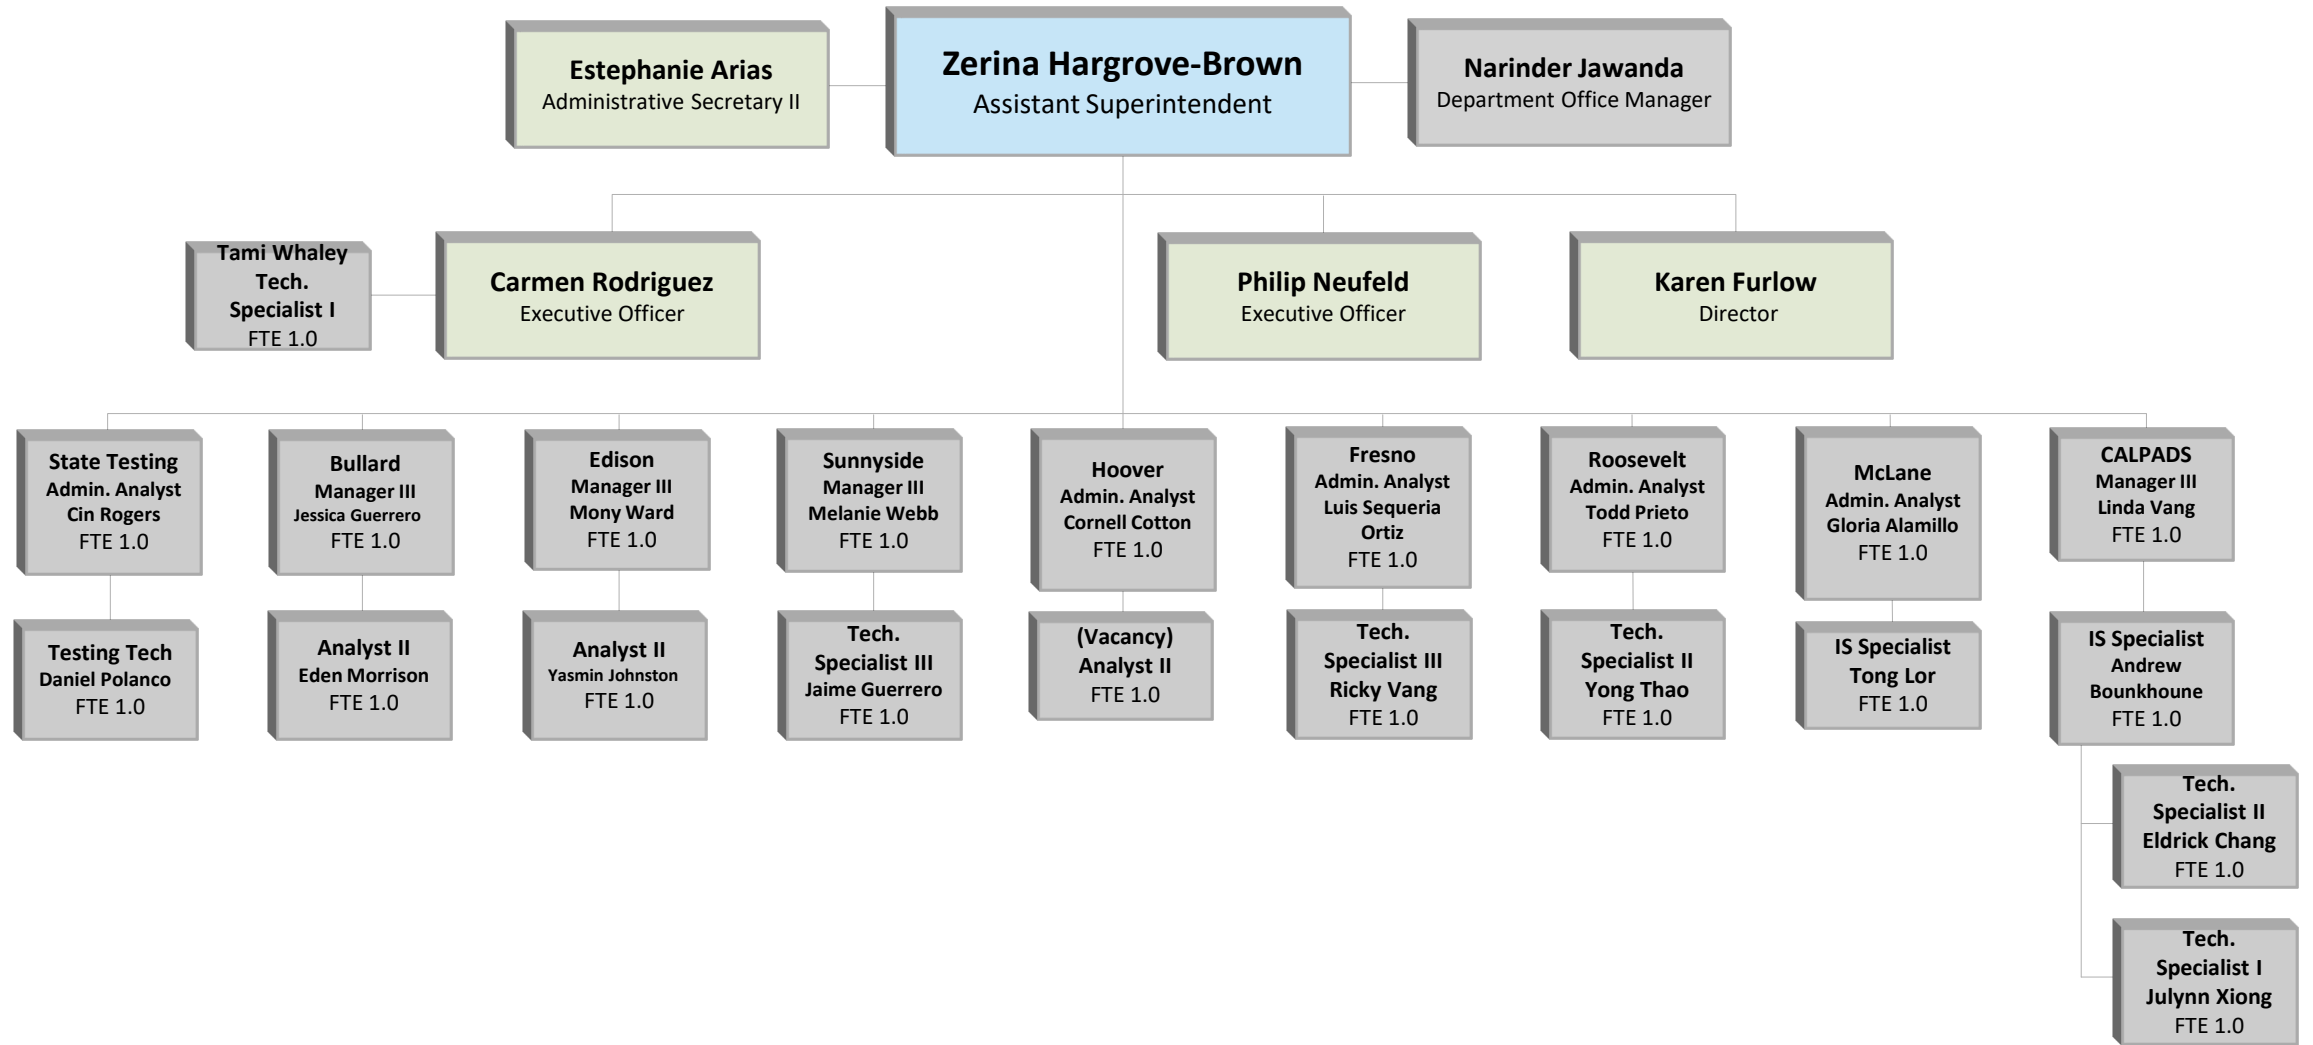 Estephanie Arias
Administrative Secretary II
Zerina Hargrove-Brown
Assistant Superintendent
Narinder Jawanda
Department Office Manager
Tami Whaley
Tech.
Specialist I
FTE 1.0
Carmen Rodriguez
Executive Officer
Philip Neufeld
Executive Officer
Karen Furlow
Director
State Testing
Admin. Analyst
Cin Rogers
FTE 1.0
Bullard
Manager III
Jessica Guerrero
FTE 1.0
Edison
Manager III
Mony Ward
FTE 1.0
Sunnyside
Manager III
Melanie Webb
FTE 1.0
Hoover
Admin. Analyst
Cornell Cotton
FTE 1.0
Fresno
Admin. Analyst
Luis Sequeria
Ortiz
FTE 1.0
Roosevelt
Admin. Analyst
Todd Prieto
FTE 1.0
McLane
Admin. Analyst
Gloria Alamillo
FTE 1.0
CALPADS
Manager III
Linda Vang
FTE 1.0
Testing Tech
Daniel Polanco
FTE 1.0
Analyst II
Eden Morrison
FTE 1.0
Analyst II
Yasmin Johnston
FTE 1.0
Tech.
Specialist III
Jaime Guerrero
FTE 1.0
(Vacancy)
Analyst II
FTE 1.0
Tech.
Specialist III
Ricky Vang
FTE 1.0
Tech.
Specialist II
Yong Thao
FTE 1.0
IS Specialist
Tong Lor
FTE 1.0
IS Specialist
Andrew
Bounkhoune
FTE 1.0
Tech.
Specialist II
Eldrick Chang
FTE 1.0
Tech.
Specialist I
Julynn Xiong
FTE 1.0